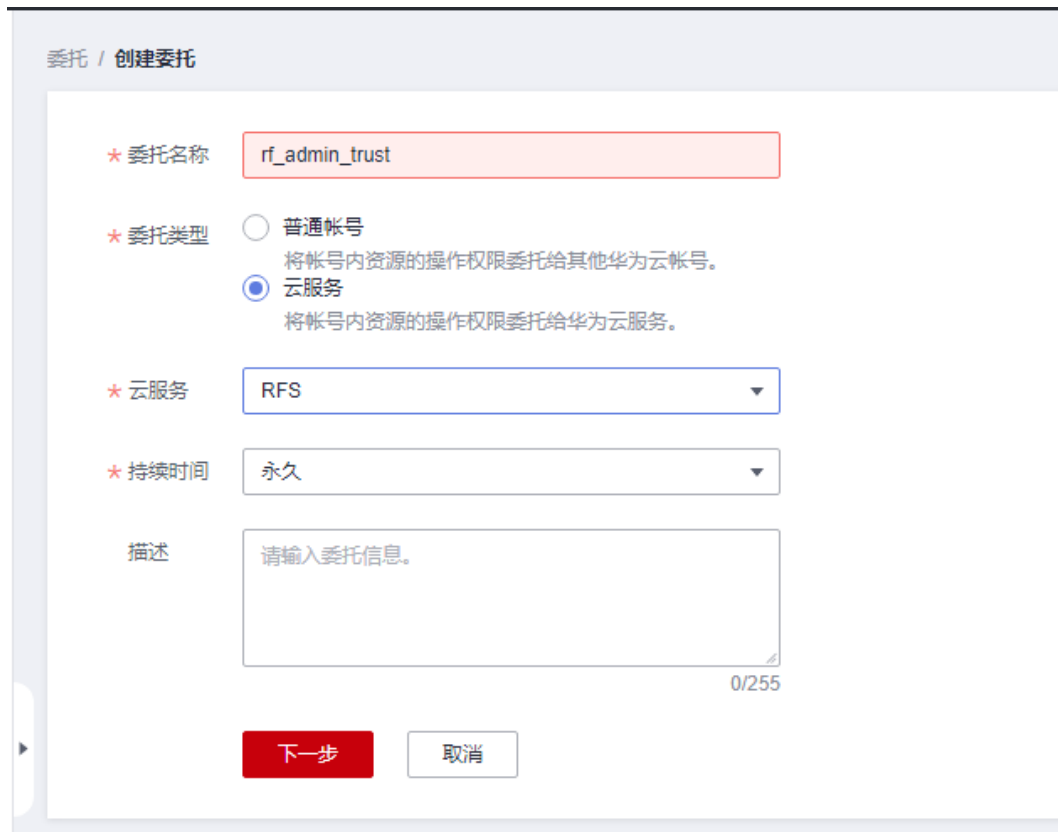 委托 / 创建委托
* 委托名称 rf_admin_trust
* 委托类型 普通帐号
将帐号内资源的操作权限委托给其他华为云帐号。
云服务
将帐号内资源的操作权限委托给华为云服务。
* 云服务 RFS
* 持续时间 永久
描述 请输入委托信息。
0/255
下一步 取消